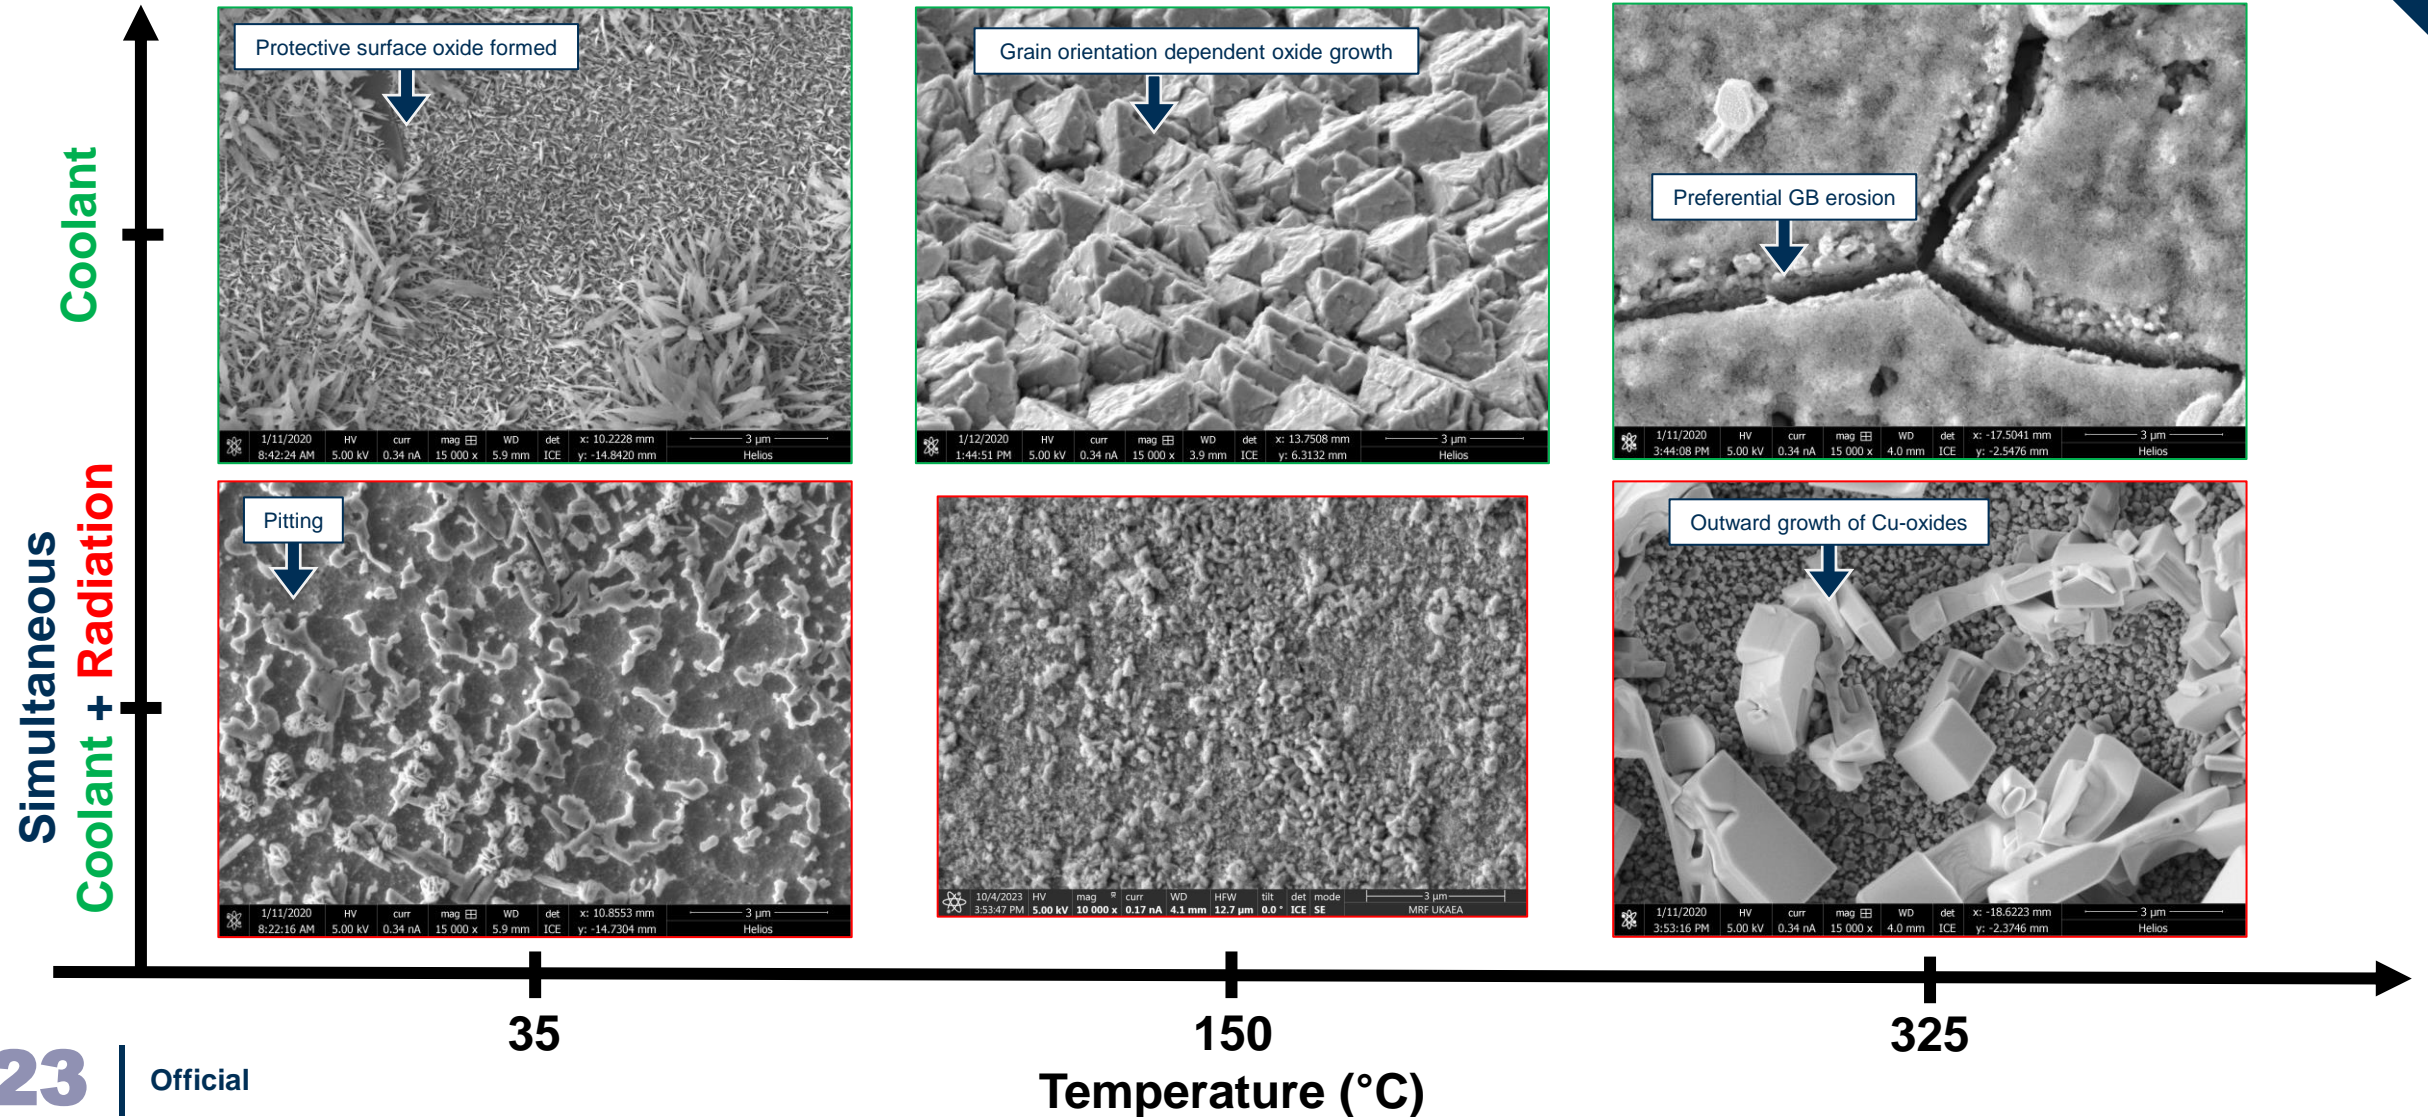 Coolant
Simultaneous
Coolant + Radiation
Protective surface oxide formed
1/11/2020 HV curr mag WD det x: 10.2228 mm 3 µm
8:42:24 AM 5.00 kV 0.34 nA 15 000 x 5.9 mm ICE y: -14.8420 mm Helios
Grain orientation dependent oxide growth
1/12/2020 HV curr mag WD det x: 13.7508 mm 3 µm
1:44:51 PM 5.00 kV 0.34 nA 15 000 x 3.9 mm ICE y: 6.3132 mm Helios
Preferential GB erosion
1/11/2020 HV curr mag WD det x: -17.5041 mm 3 µm
3:44:08 PM 5.00 kV 0.34 nA 15 000 x 4.0 mm ICE y: -2.5476 mm Helios
Pitting
1/11/2020 HV curr mag WD det x: 10.8553 mm 3 µm
8:22:16 AM 5.00 kV 0.34 nA 15 000 x 5.9 mm ICE y: -14.7304 mm Helios
10/4/2023 HV mag curr WD HFW tilt det mode 3 µm
3:53:47 PM 5.00 kV 10 000 x 0.17 nA 4.1 mm 12.7 µm 0.0 ° ICE SE MRF UKAEA
Outward growth of Cu-oxides
1/11/2020 HV curr mag WD det x: -18.6223 mm 3 µm
3:53:16 PM 5.00 kV 0.34 nA 15 000 x 4.0 mm ICE y: -2.3746 mm Helios
35
150
325
Temperature (°C)
23
Official